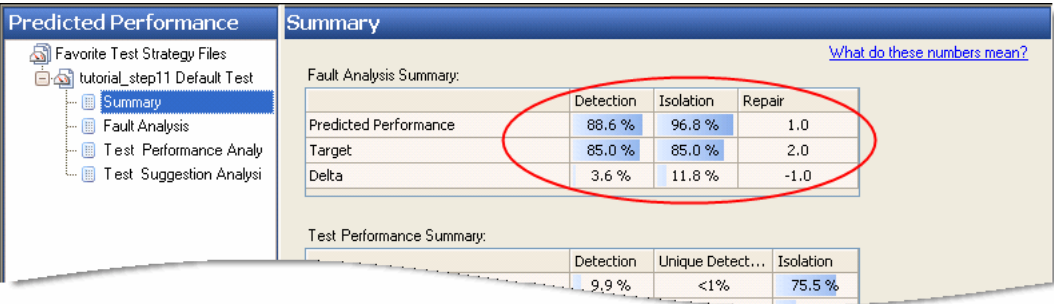 Predicted Performance
Summary
Favorite Test Strategy Files
tutorial_step11 Default Test
Summary
Fault Analysis
Test Performance Analy
Test Suggestion Analysi
What do these numbers mean?
Fault Analysis Summary:
Detection Isolation Repair
Predicted Performance 88.6 % 96.8 % 1.0
Target 85.0 % 85.0 % 2.0
Delta 3.6 % 11.8 % -1.0
Test Performance Summary:
Detection Unique Detect... Isolation
9.9 % <1% 75.5 %